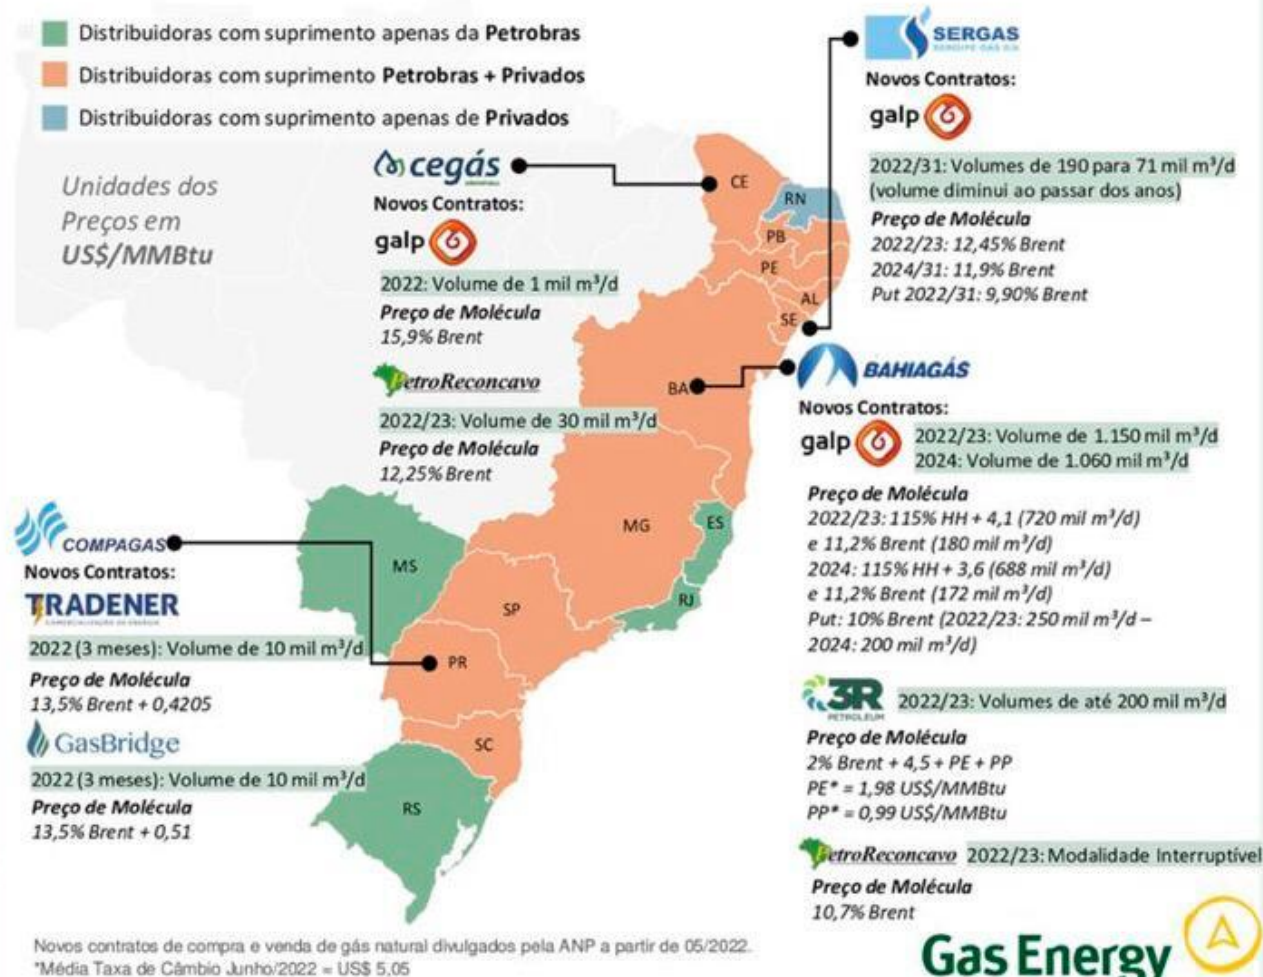 Distribuidoras com suprimento apenas da Petrobras
Distribuidoras com suprimento Petrobras + Privados
Distribuidoras com suprimento apenas de Privados
Unidades dos
Preços em
US$/MMBtu
cegás
Novos Contratos:
galp
2022: Volume de 1 mil m³/d
Preço de Molécula
15,9% Brent
PetroReconcavo
2022/23: Volume de 30 mil m³/d
Preço de Molécula
12,25% Brent
SERGAS
SERGIPE GÁS S/A
Novos Contratos:
galp
2022/31: Volumes de 190 para 71 mil m³/d
(volume diminui ao passar dos anos)
Preço de Molécula
2022/23: 12,45% Brent
2024/31: 11,9% Brent
Put 2022/31: 9,90% Brent
CE
RN
PB
PE
AL
SE
BA
MG
ES
MS
RJ
SP
PR
SC
RS
BAHIAGÁS
Novos Contratos:
galp
2022/23: Volume de 1.150 mil m³/d
2024: Volume de 1.060 mil m³/d
Preço de Molécula
2022/23: 115% HH + 4,1 (720 mil m³/d)
e 11,2% Brent (180 mil m³/d)
2024: 115% HH + 3,6 (688 mil m³/d)
e 11,2% Brent (172 mil m³/d)
Put: 10% Brent (2022/23: 250 mil m³/d –
2024: 200 mil m³/d)
3R
PETROLEUM
2022/23: Volumes de até 200 mil m³/d
Preço de Molécula
2% Brent + 4,5 + PE + PP
PE* = 1,98 US$/MMBtu
PP* = 0,99 US$/MMBtu
PetroReconcavo
2022/23: Modalidade Interruptível
Preço de Molécula
10,7% Brent
COMPAGAS
Novos Contratos:
TRADENER
COMERCIALIZAÇÃO DE ENERGIA
2022 (3 meses): Volume de 10 mil m³/d
Preço de Molécula
13,5% Brent + 0,4205
GasBridge
2022 (3 meses): Volume de 10 mil m³/d
Preço de Molécula
13,5% Brent + 0,51
Novos contratos de compra e venda de gás natural divulgados pela ANP a partir de 05/2022.
*Média Taxa de Câmbio Junho/2022 = US$ 5,05
Gas Energy